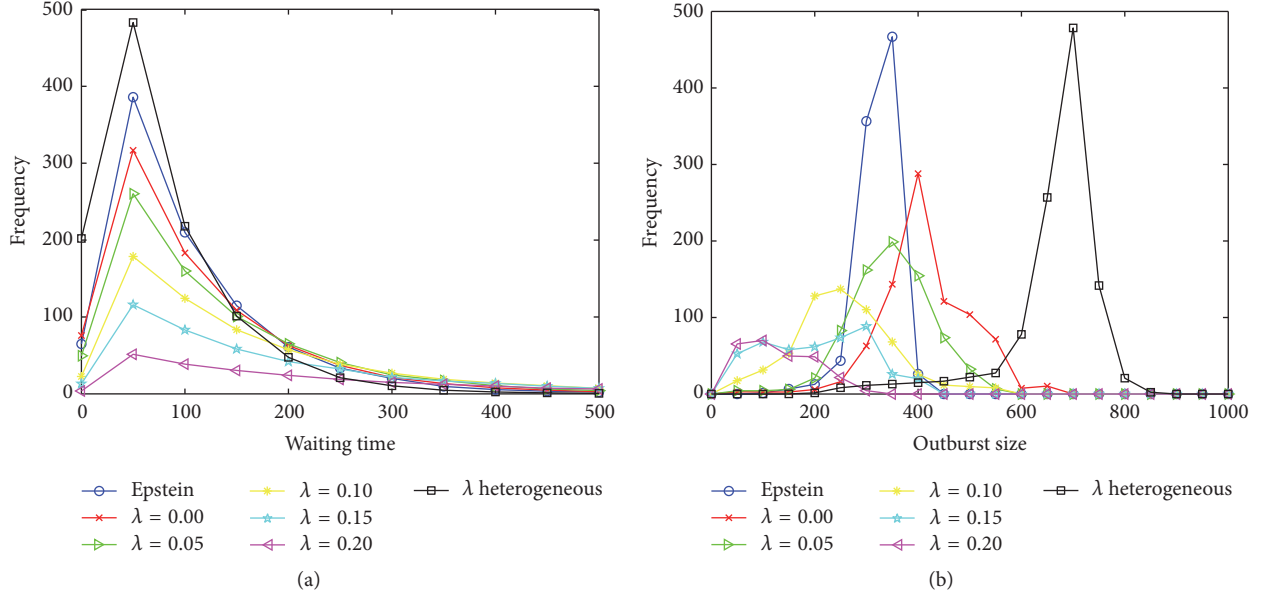 500
400
300
200
100
0
Frequency
0 100 200 300 400 500
Waiting time
Epstein
λ = 0.00
λ = 0.05
λ = 0.10
λ = 0.15
λ = 0.20
λ heterogeneous
(a)
500
400
300
200
100
0
Frequency
0 200 400 600 800 1000
Outburst size
Epstein
λ = 0.00
λ = 0.05
λ = 0.10
λ = 0.15
λ = 0.20
λ heterogeneous
(b)